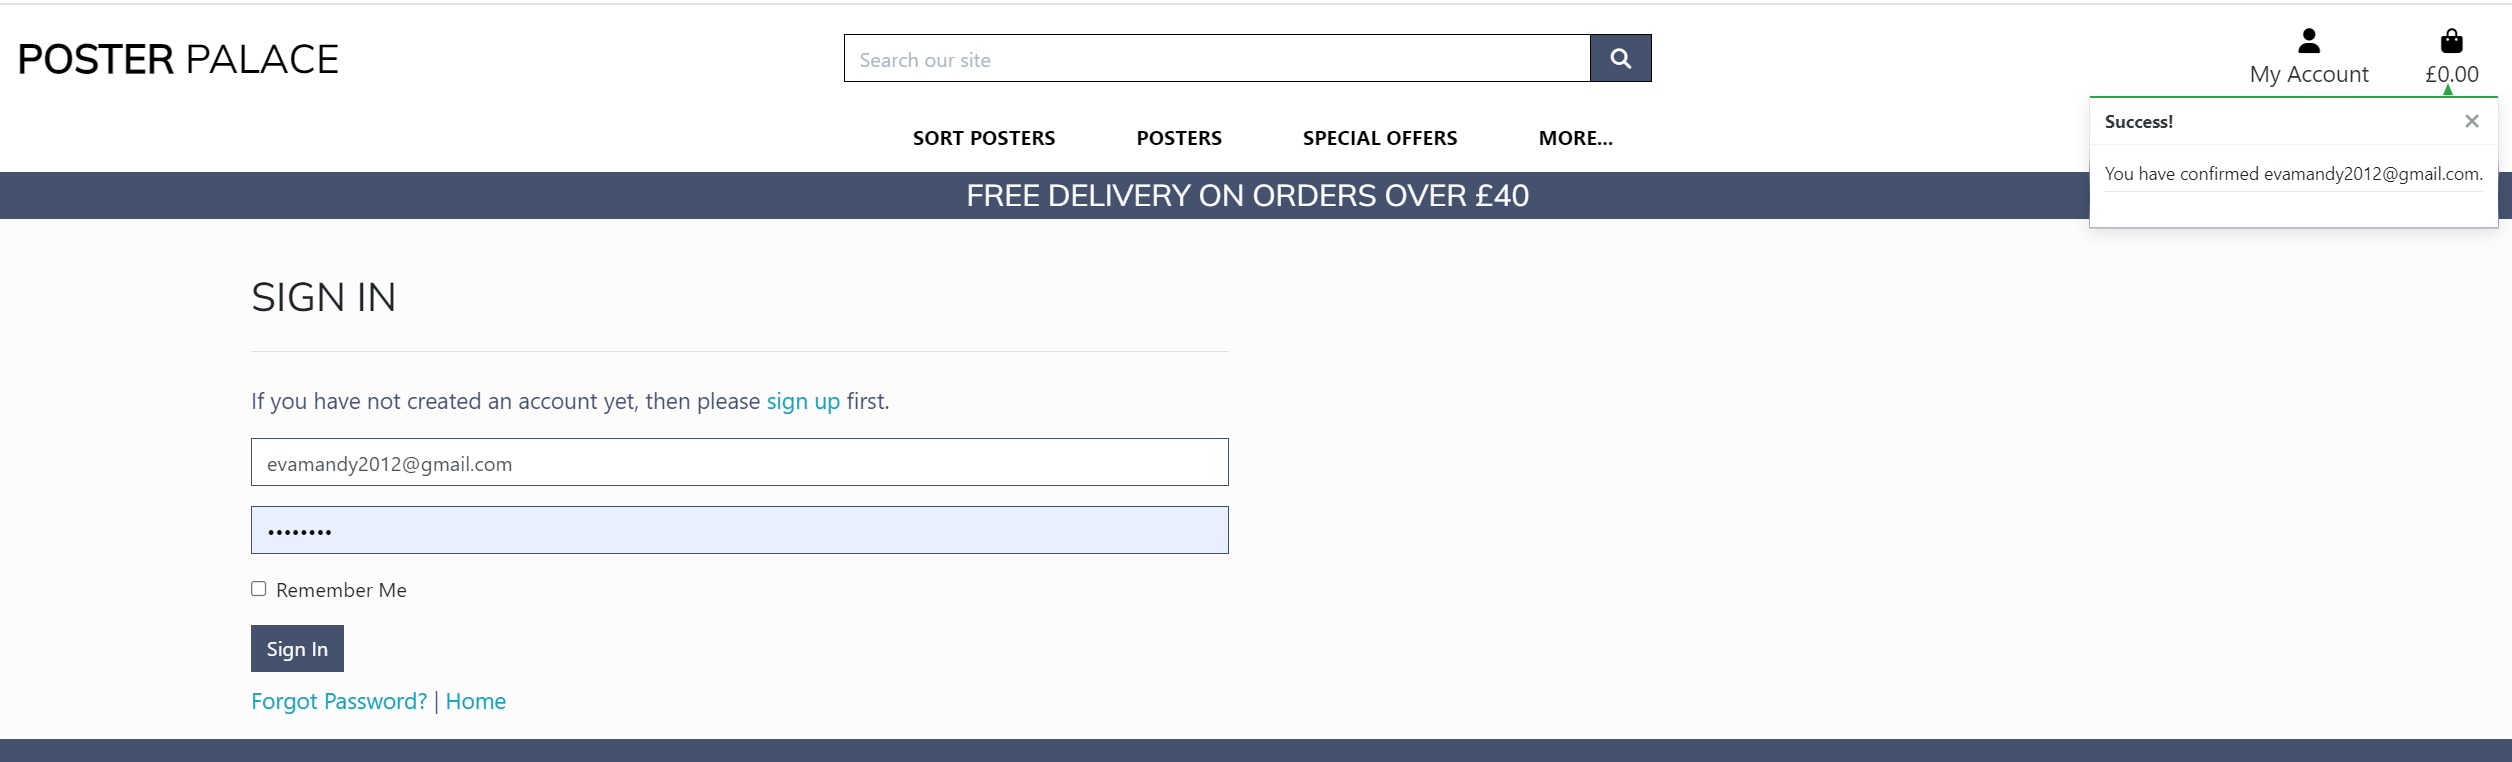 POSTER PALACE
Search our site
My Account
£0.00
SORT POSTERS
POSTERS
SPECIAL OFFERS
MORE...
Success!
You have confirmed evamandy2012@gmail.com.
FREE DELIVERY ON ORDERS OVER £40
SIGN IN
If you have not created an account yet, then please sign up first.
evamandy2012@gmail.com
••••••••
Remember Me
Sign In
Forgot Password? | Home